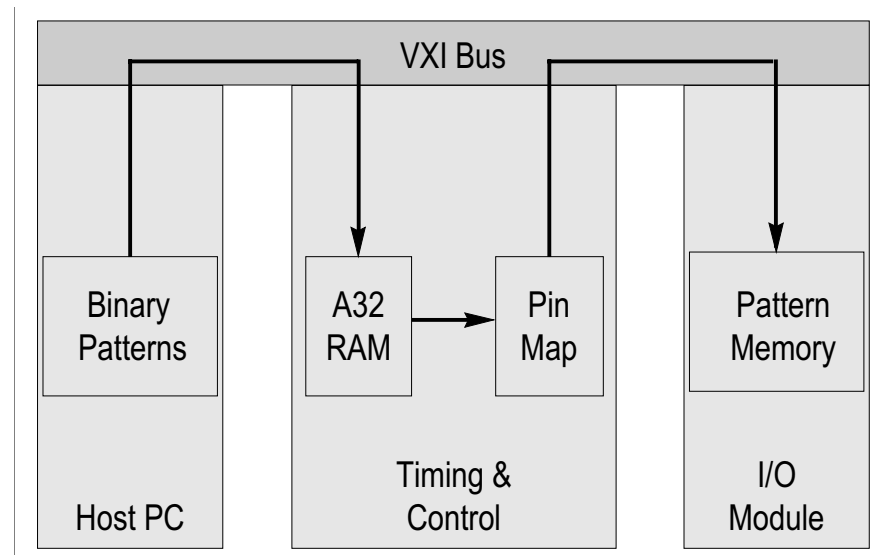 VXI Bus
Binary
Patterns
A32
RAM
Pin
Map
Pattern
Memory
Host PC
Timing &
Control
I/O
Module